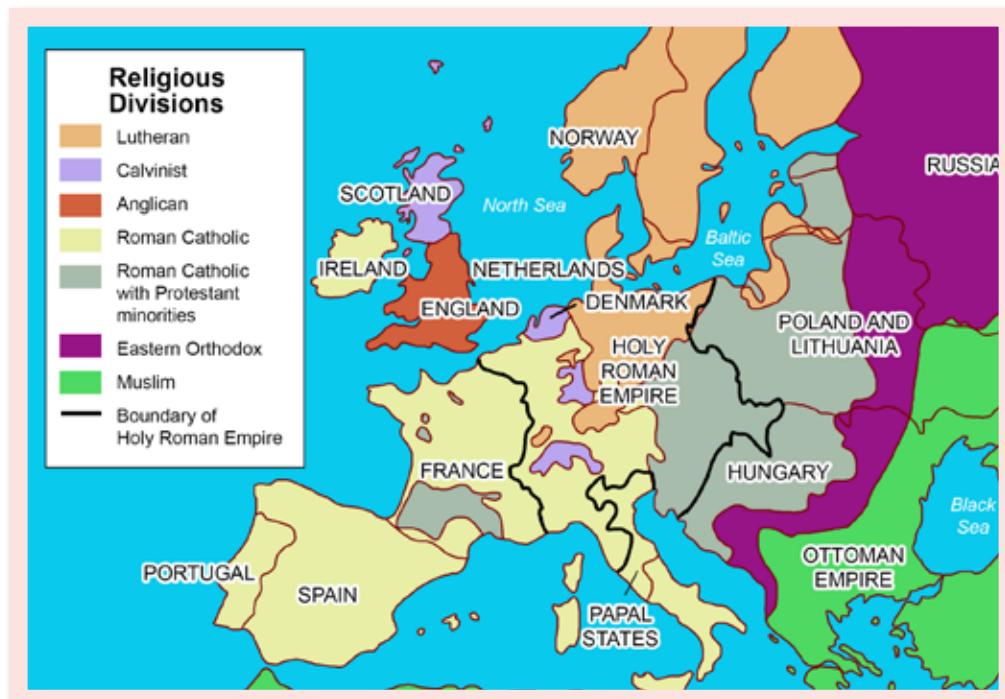 Religious
Divisions
Lutheran
Calvinist
Anglican
Roman Catholic
Roman Catholic
with Protestant
minorities
Eastern Orthodox
Muslim
Boundary of
Holy Roman Empire
NORWAY
RUSSIA
SCOTLAND
North Sea
Baltic
Sea
IRELAND
NETHERLANDS
ENGLAND
DENMARK
POLAND AND
LITHUANIA
HOLY
ROMAN
EMPIRE
FRANCE
HUNGARY
Black
Sea
OTTOMAN
EMPIRE
PORTUGAL
SPAIN
PAPAL
STATES